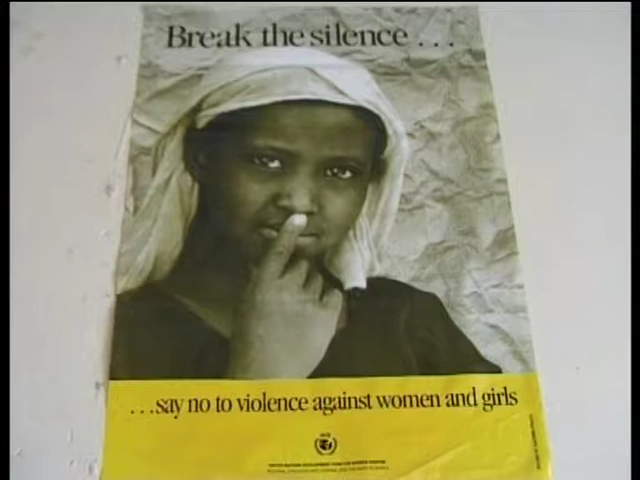 Break the silence . . .
. . . say no to violence against women and girls